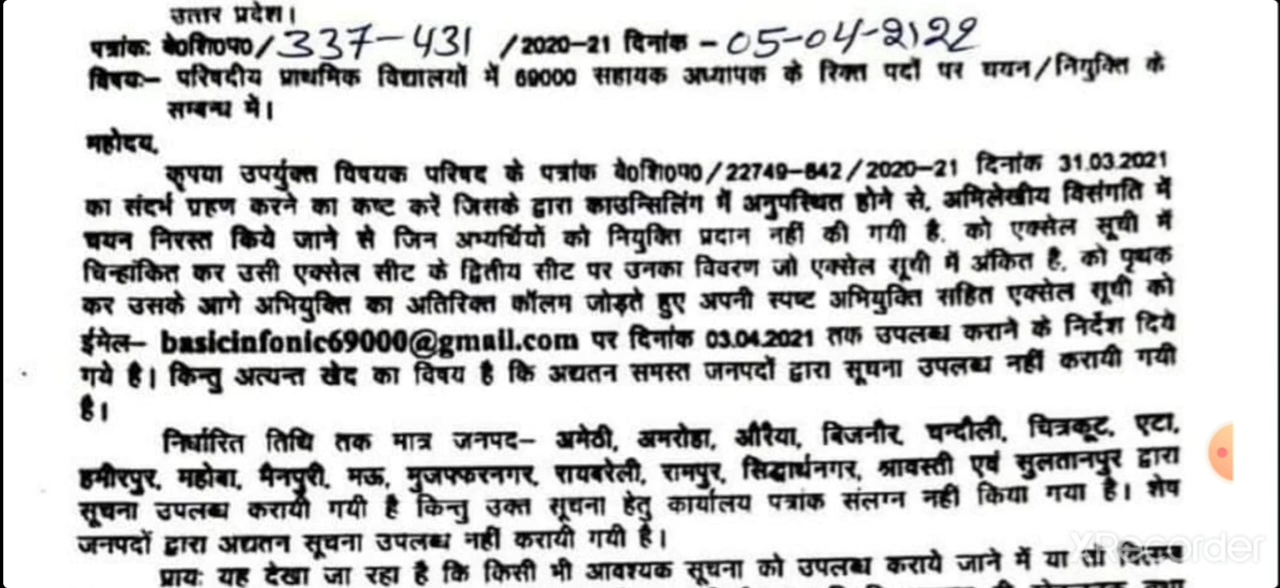 उत्तर प्रदेश।
पत्रांकः बे०शि०प०/337-431 /2020-21 दिनांक - 05-04-2122
विषयः- परिषदीय प्राथमिक विद्यालयों में 69000 सहायक अध्यापक के रिक्त पदों पर चयन/नियुक्ति के
सम्बन्ध में।
महोदय,
कृपया उपर्युक्त विषयक परिषद के पत्रांक बे०शि०प०/22749-842/2020-21 दिनांक 31.03.2021
का संदर्भ ग्रहण करने का कष्ट करें जिसके द्वारा काउन्सिलिंग में अनुपस्थित होने से, अभिलेखीय विसंगति में
चयन निरस्त किये जाने से जिन अभ्यर्थियों को नियुक्ति प्रदान नहीं की गयी है, को एक्सेल सूची में
चिन्हांकित कर उसी एक्सेल सीट के द्वितीय सीट पर उनका विवरण जो एक्सेल सूची में अंकित है, को पृथक
कर उसके आगे अभियुक्ति का अतिरिक्त कॉलम जोड़ते हुए अपनी स्पष्ट अभियुक्ति सहित एक्सेल सूची को
ईमेल- basicinfonic69000@gmail.com पर दिनांक 03.04.2021 तक उपलब्ध कराने के निर्देश दिये
गये है। किन्तु अत्यन्त खेद का विषय है कि अद्यतन समस्त जनपदों द्वारा सूचना उपलब्ध नहीं करायी गयी
है।
निर्धारित तिथि तक मात्र जनपद- अमेठी, अमरोहा, औरैया, बिजनौर, चन्दौली, चित्रकूट, एटा,
हमीरपुर, महोबा, मैनपुरी, मऊ, मुजफ्फरनगर, रायबरेली, रामपुर, सिद्धार्थनगर, श्रावस्ती एवं सुलतानपुर द्वारा
सूचना उपलब्ध करायी गयी है किन्तु उक्त सूचना हेतु कार्यालय पत्रांक संलग्न नहीं किया गया है। शेष
जनपदों द्वारा अद्यतन सूचना उपलब्ध नहीं करायी गयी है।
प्रायः यह देखा जा रहा है कि किसी भी आवश्यक सूचना को उपलब्ध कराये जाने में या तो विलम्ब
XRecorder